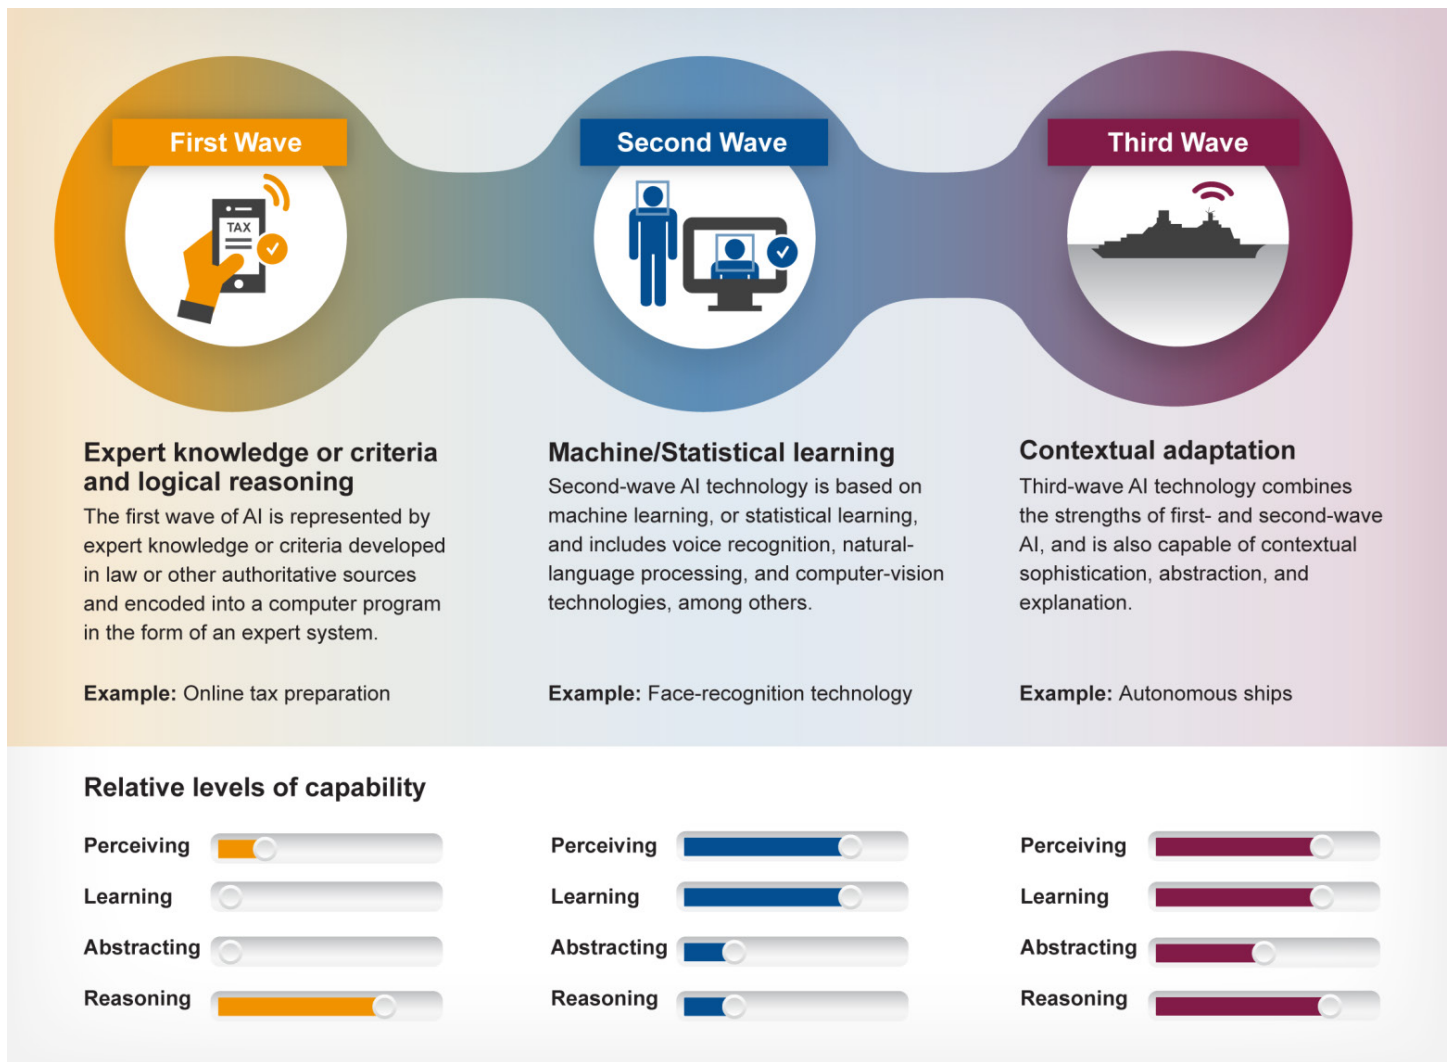 First Wave
TAX
Expert knowledge or criteria
and logical reasoning
The first wave of AI is represented by
expert knowledge or criteria developed
in law or other authoritative sources
and encoded into a computer program
in the form of an expert system.
Example: Online tax preparation
Second Wave
Machine/Statistical learning
Second-wave AI technology is based on
machine learning, or statistical learning,
and includes voice recognition, natural-
language processing, and computer-vision
technologies, among others.
Example: Face-recognition technology
Third Wave
Contextual adaptation
Third-wave AI technology combines
the strengths of first- and second-wave
AI, and is also capable of contextual
sophistication, abstraction, and
explanation.
Example: Autonomous ships
Relative levels of capability
Perceiving
Learning
Abstracting
Reasoning
Perceiving
Learning
Abstracting
Reasoning
Perceiving
Learning
Abstracting
Reasoning